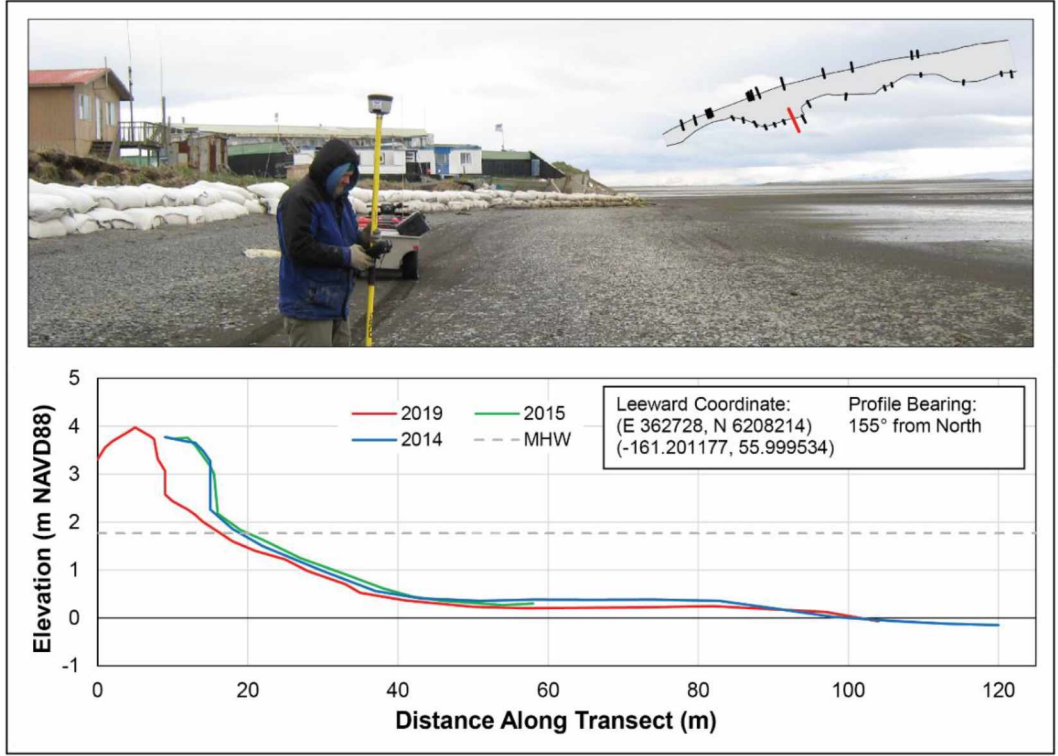 5
4
3
2
1
0
-1
Elevation (m NAVD88)
2019
2015
2014
MHW
Leeward Coordinate:
(E 362728, N 6208214)
(-161.201177, 55.999534)
Profile Bearing:
155° from North
0
20
40
60
80
100
120
Distance Along Transect (m)